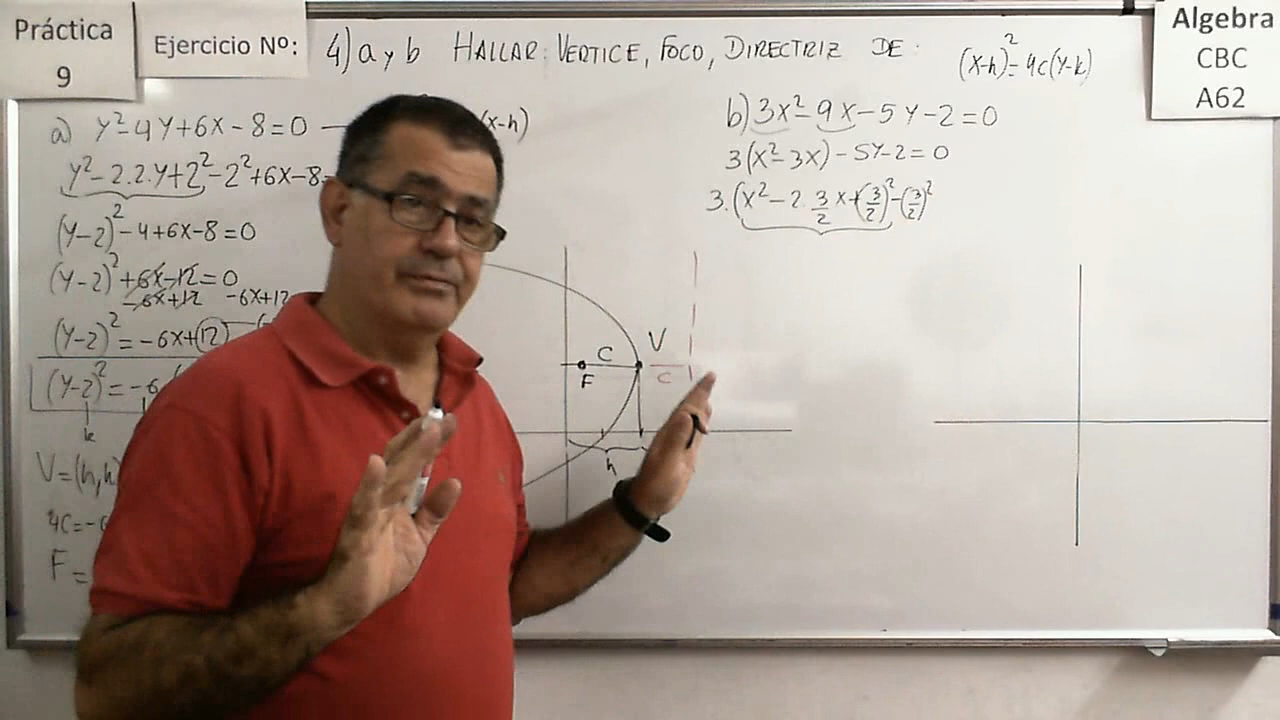 Práctica
9
Ejercicio Nº:
4) a y b HALLAR: VERTICE, FOCO, DIRECTRIZ DE:
(x-h)² = 4c(y-k)
Algebra
CBC
A62
a) y²-4y+6x-8=0
(x-h)
y²-2.2.y+2²-2²+6x-8
(y-2)²-4+6x-8=0
(y-2)²+6x-12=0
-6x+12 -6x+12
(y-2)²=-6x+12
(y-2)²=-6
k
V=(h,k
4c=-6
F=
V
c
F
c
h
b) 3x²-9x-5y-2=0
3(x²-3x)-5y-2=0
3.(x²-2.3/2x+(3/2)²-(3/2)²